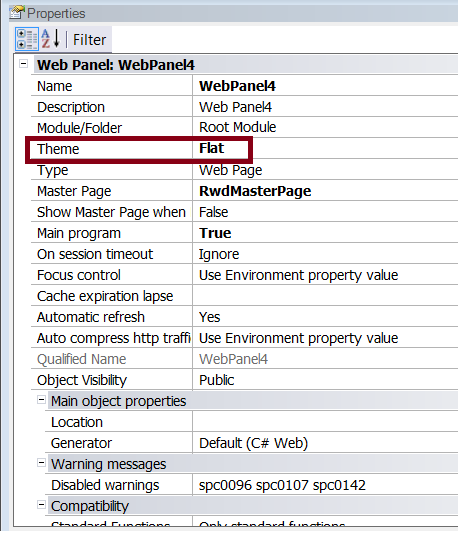 Properties
Filter
Web Panel: WebPanel4
Name WebPanel4
Description Web Panel4
Module/Folder Root Module
Theme Flat
Type Web Page
Master Page RwdMasterPage
Show Master Page when False
Main program True
On session timeout Ignore
Focus control Use Environment property value
Cache expiration lapse
Automatic refresh Yes
Auto compress http traffi Use Environment property value
Qualified Name WebPanel4
Object Visibility Public
Main object properties
Location
Generator Default (C# Web)
Warning messages
Disabled warnings spc0096 spc0107 spc0142
Compatibility
Standard Functions Only standard functions